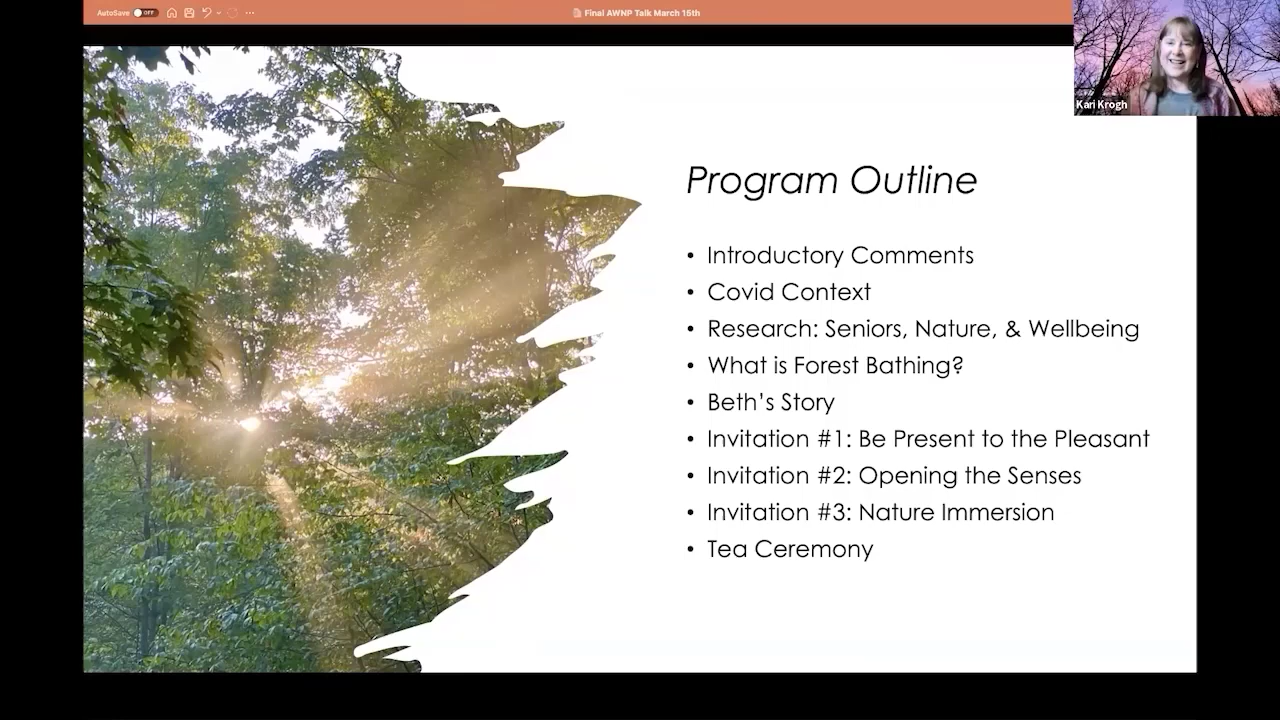 AutoSave OFF
Final AWNP Talk March 15th
Kari Krogh
Program Outline
• Introductory Comments
• Covid Context
• Research: Seniors, Nature, & Wellbeing
• What is Forest Bathing?
• Beth's Story
• Invitation #1: Be Present to the Pleasant
• Invitation #2: Opening the Senses
• Invitation #3: Nature Immersion
• Tea Ceremony